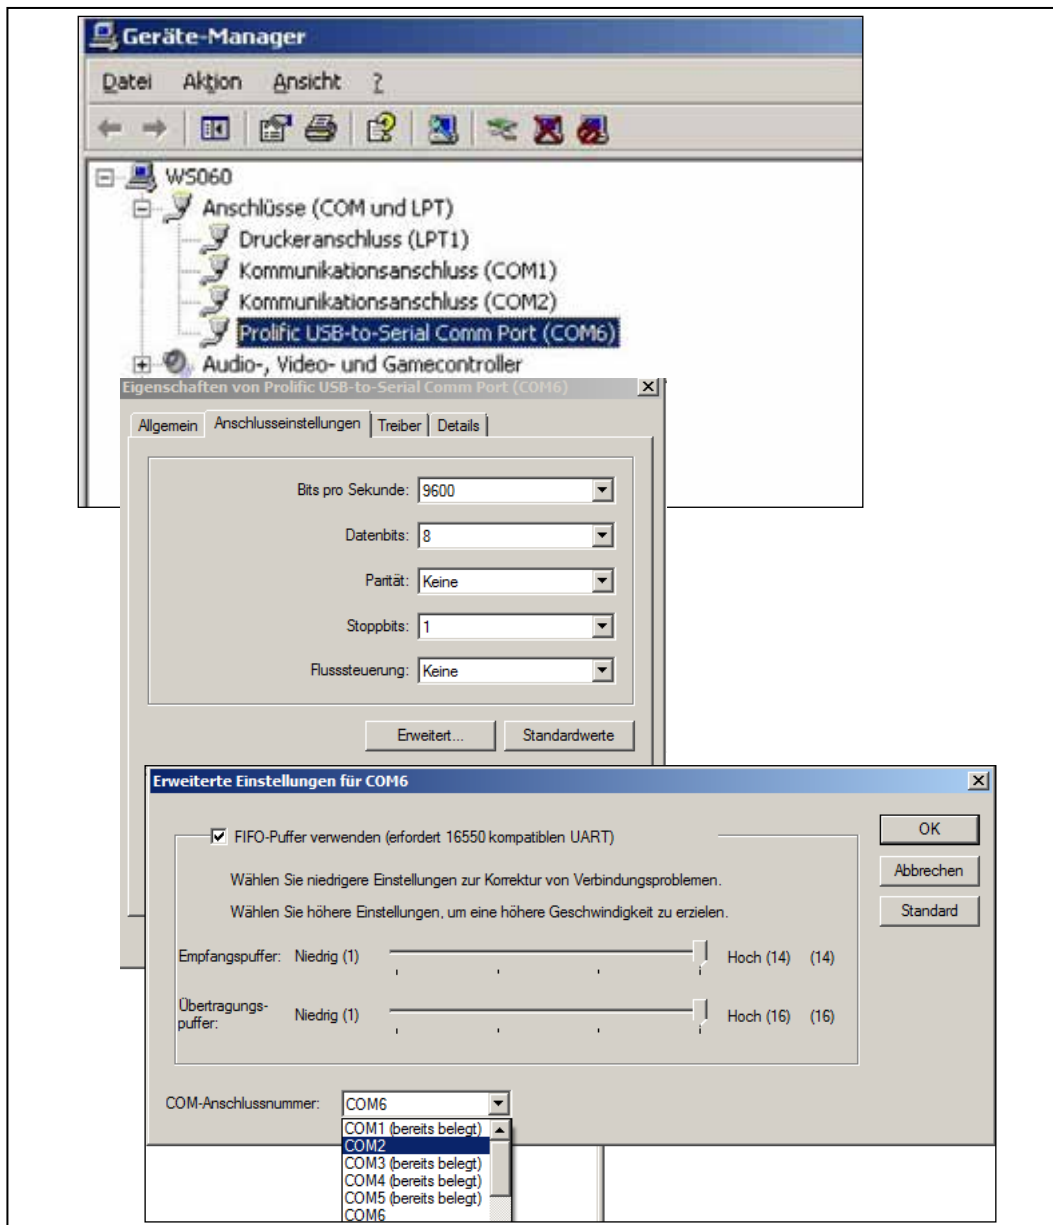 Geräte-Manager
Datei Aktion Ansicht ?
WS060
Anschlüsse (COM und LPT)
Druckeranschluss (LPT1)
Kommunikationsanschluss (COM1)
Kommunikationsanschluss (COM2)
Prolific USB-to-Serial Comm Port (COM6)
Audio-, Video- und Gamecontroller
Eigenschaften von Prolific USB-to-Serial Comm Port (COM6)
Allgemein Anschlusseinstellungen Treiber Details
Bits pro Sekunde: 9600
Datenbits: 8
Parität: Keine
Stoppbits: 1
Flusssteuerung: Keine
Erweitert... Standardwerte
Erweiterte Einstellungen für COM6
FIFO-Puffer verwenden (erfordert 16550 kompatiblen UART)
OK
Wählen Sie niedrigere Einstellungen zur Korrektur von Verbindungsproblemen.
Abbrechen
Wählen Sie höhere Einstellungen, um eine höhere Geschwindigkeit zu erzielen.
Standard
Empfangspuffer: Niedrig (1) Hoch (14) (14)
Übertragungs-
puffer: Niedrig (1) Hoch (16) (16)
COM-Anschlussnummer: COM6
COM1 (bereits belegt)
COM2
COM3 (bereits belegt)
COM4 (bereits belegt)
COM5 (bereits belegt)
COM6